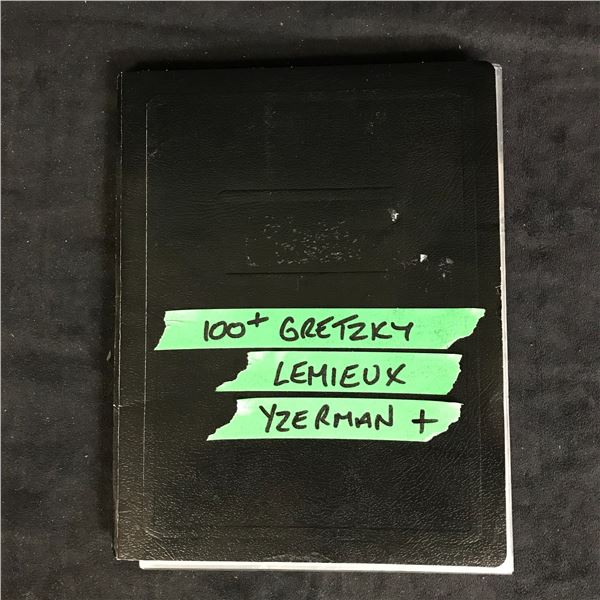 100+ GRETZKY
LEMIEUX
YZERMAN +